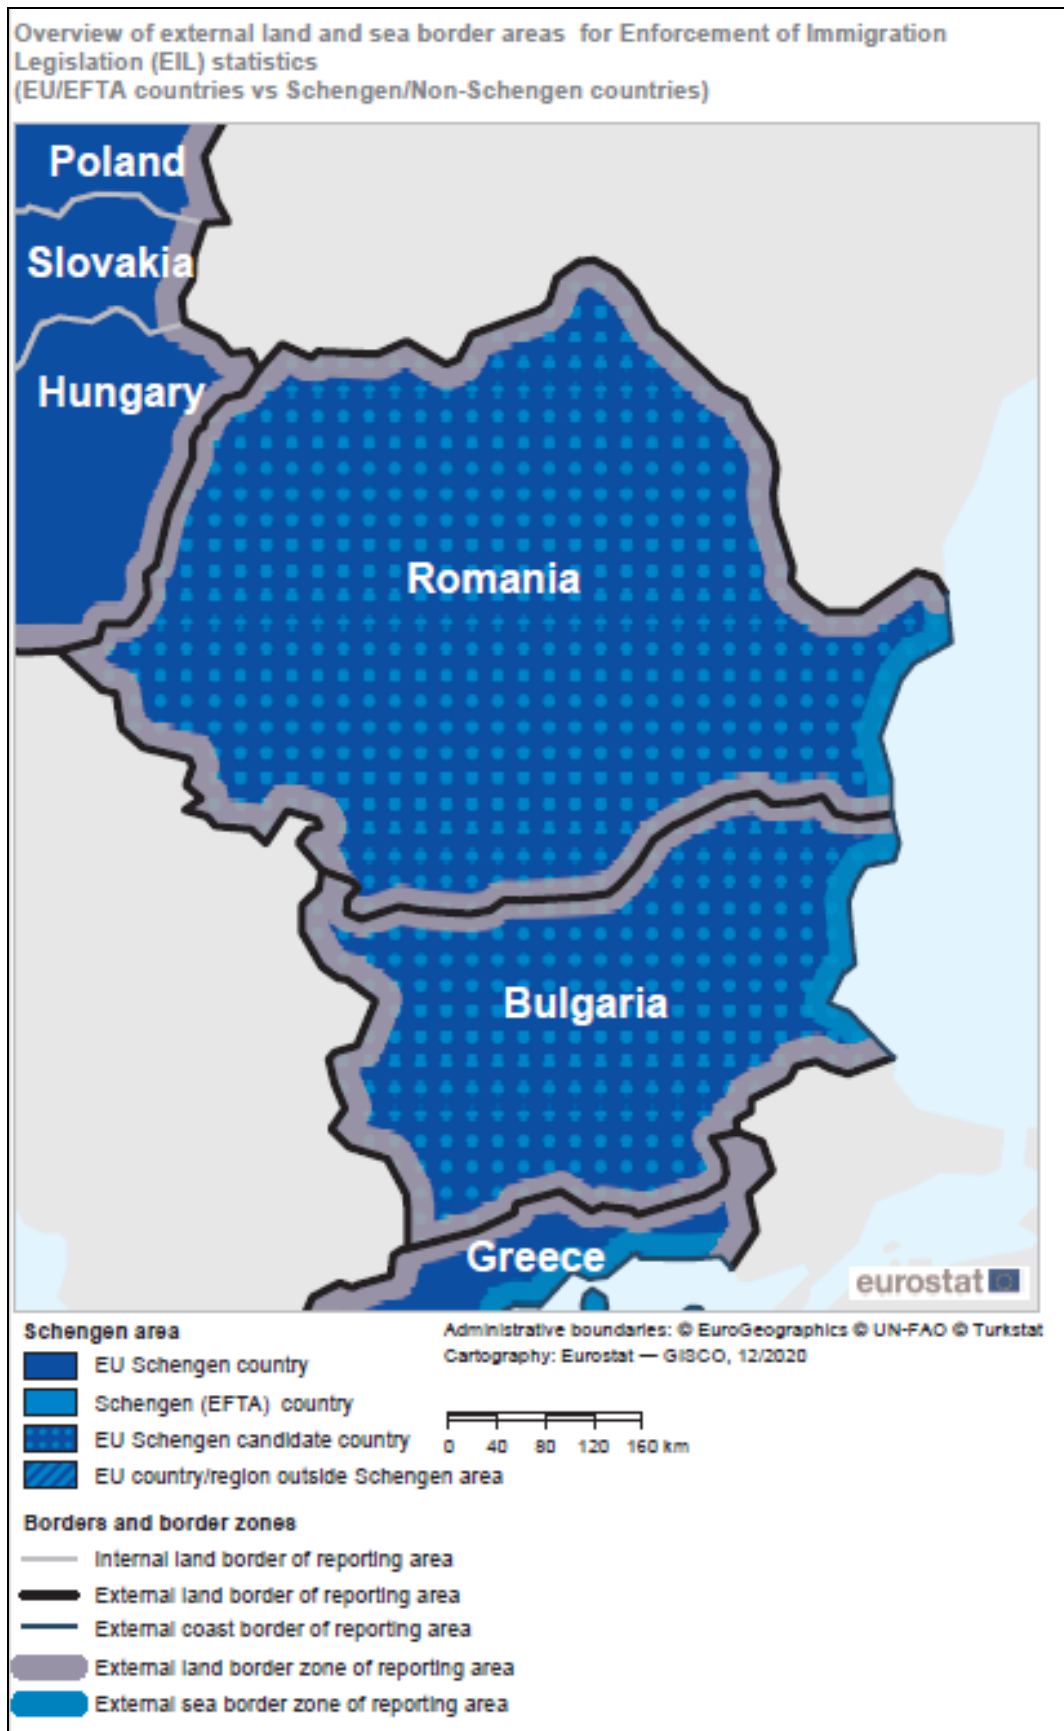 Overview of external land and sea border areas for Enforcement of Immigration
Legislation (EIL) statistics
(EU/EFTA countries vs Schengen/Non-Schengen countries)
Poland
Slovakia
Hungary
Romania
Bulgaria
Greece
eurostat
Schengen area
EU Schengen country
Schengen (EFTA) country
EU Schengen candidate country
EU country/region outside Schengen area
Administrative boundaries: © EuroGeographics © UN-FAO © Turkstat
Cartography: Eurostat — GISCO, 12/2020
0 40 80 120 160 km
Borders and border zones
Internal land border of reporting area
External land border of reporting area
External coast border of reporting area
External land border zone of reporting area
External sea border zone of reporting area